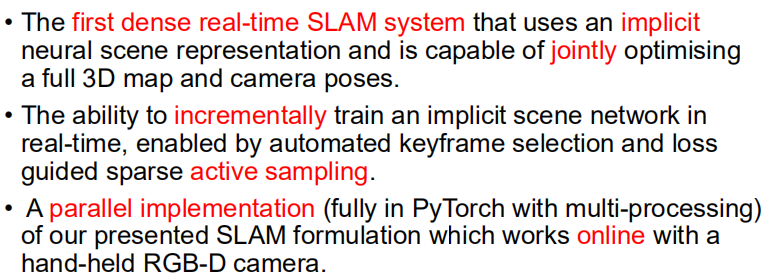 • The first dense real-time SLAM system that uses an implicit
neural scene representation and is capable of jointly optimising
a full 3D map and camera poses.
• The ability to incrementally train an implicit scene network in
real-time, enabled by automated keyframe selection and loss
guided sparse active sampling.
• A parallel implementation (fully in PyTorch with multi-processing)
of our presented SLAM formulation which works online with a
hand-held RGB-D camera.